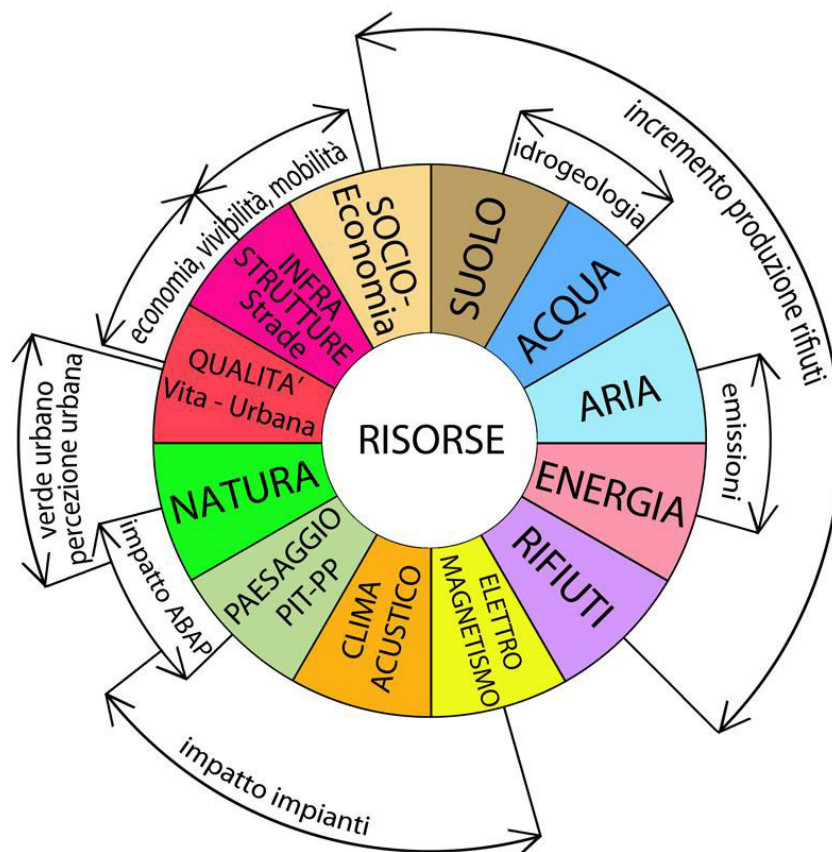 RISORSE
SOCIO-
Economia
SUOLO
ACQUA
ARIA
ENERGIA
RIFIUTI
ELETTRO
MAGNETISMO
CLIMA
ACUSTICO
PAESAGGIO
PIT-PP
NATURA
QUALITA'
Vita - Urbana
INFRA
STRUTTURE
Strade
idrogeologia
incremento produzione rifiuti
emissioni
impatto impianti
impatto ABAP
verde urbano
percezione urbana
economia, vivibilità, mobilità